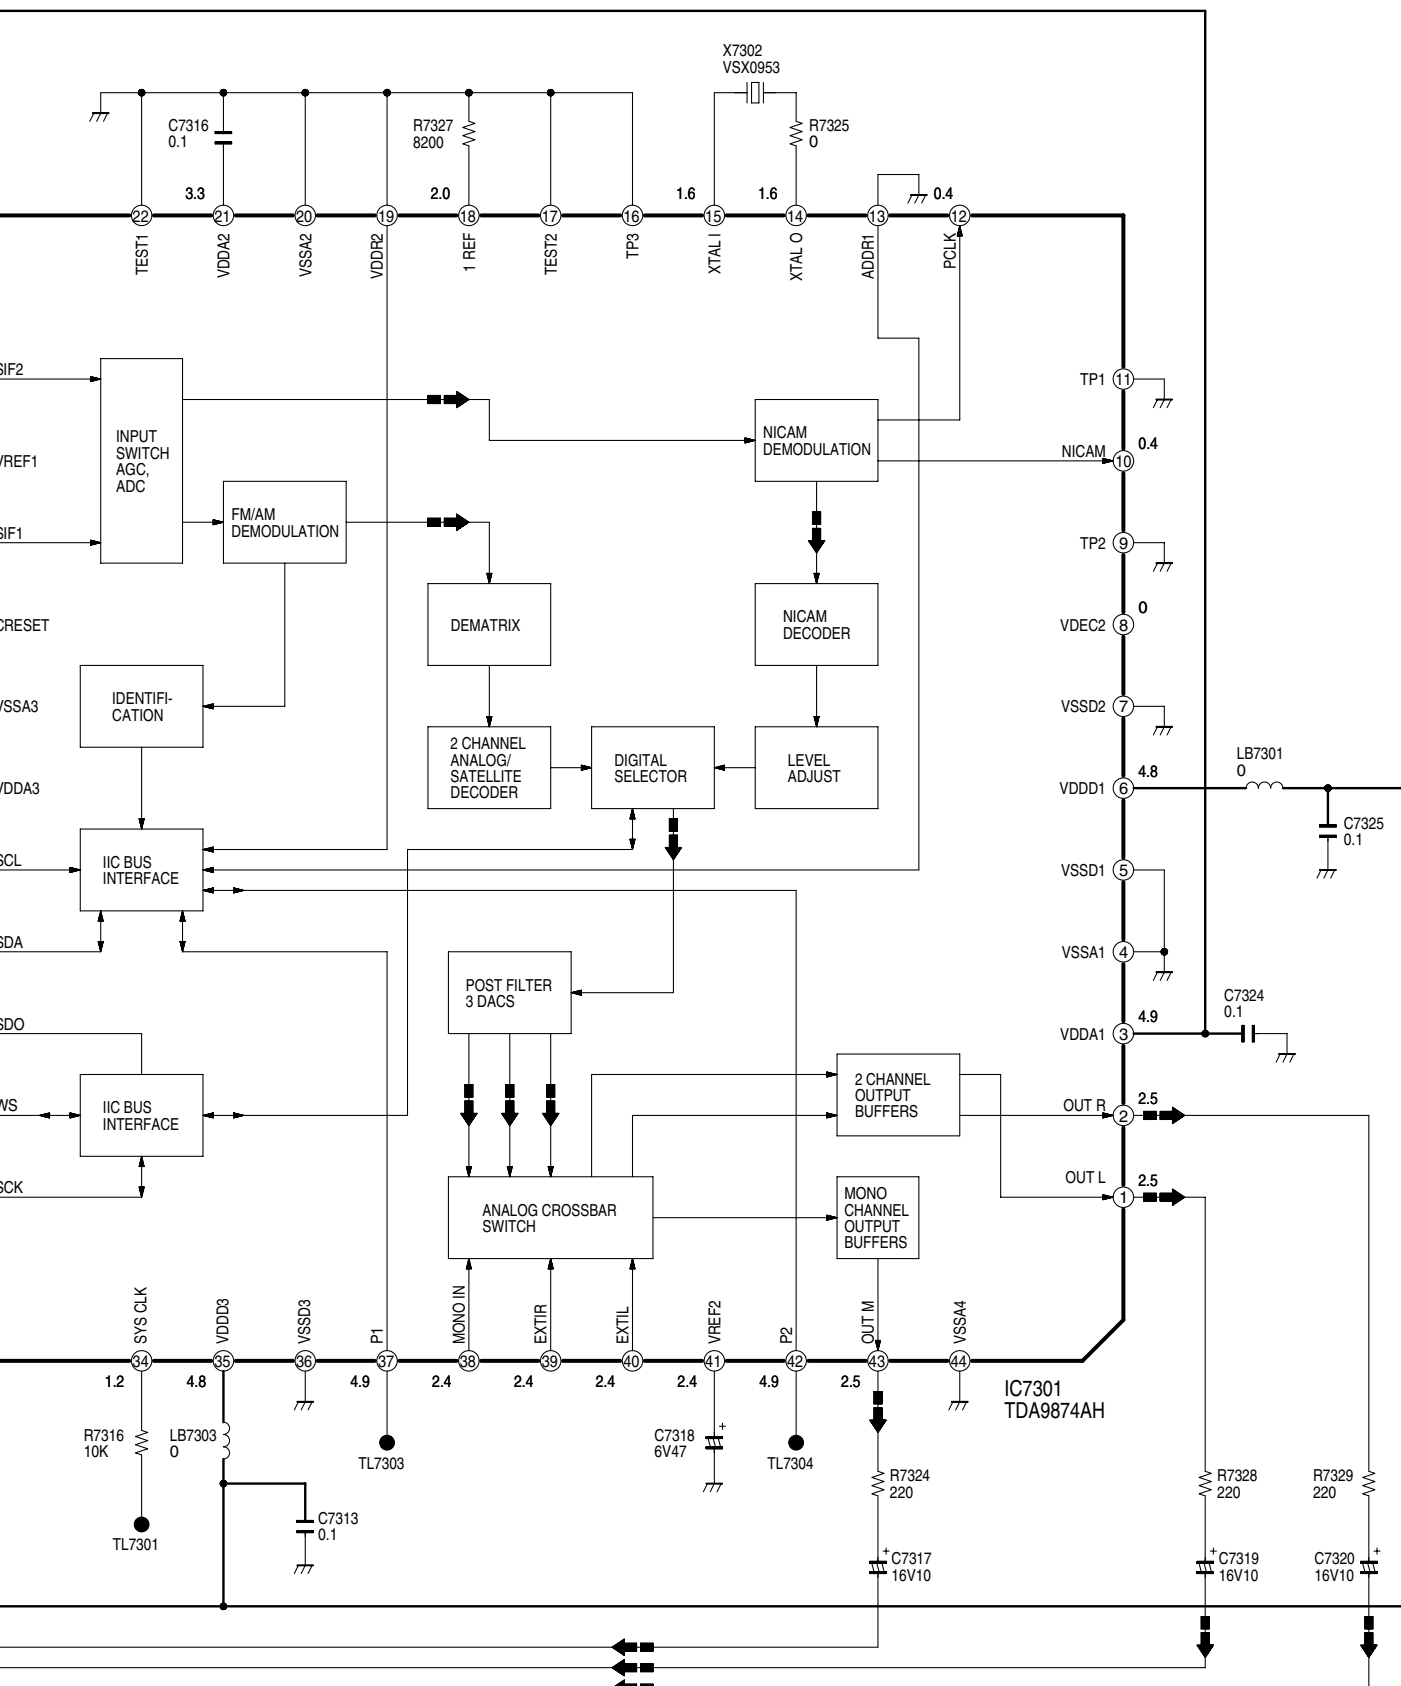 X7302
VSX0953
C7316
0.1
R7327
8200
R7325
0
3.3
2.0
1.6
1.6
0.4
22
21
20
19
18
17
16
15
14
13
12
TEST1
VDDA2
VSSA2
VDDR2
1 REF
TEST2
TP3
XTAL I
XTAL O
ADDR1
PCLK
SIF2
VREF1
SIF1
CRESET
VSSA3
VDDA3
SCL
SDA
SDO
WS
SCK
INPUT
SWITCH
AGC,
ADC
FM/AM
DEMODULATION
NICAM
DEMODULATION
DEMATRIX
NICAM
DECODER
IDENTIFI-
CATION
2 CHANNEL
ANALOG/
SATELLITE
DECODER
DIGITAL
SELECTOR
LEVEL
ADJUST
IIC BUS
INTERFACE
POST FILTER
3 DACS
IIC BUS
INTERFACE
2 CHANNEL
OUTPUT
BUFFERS
ANALOG CROSSBAR
SWITCH
MONO
CHANNEL
OUTPUT
BUFFERS
TP1 11
NICAM 10 0.4
TP2 9
VDEC2 8 0
VSSD2 7
VDDD1 6 4.8
LB7301
0
C7325
0.1
VSSD1 5
VSSA1 4
VDDA1 3 4.9
C7324
0.1
OUT R 2 2.5
OUT L 1 2.5
SYS CLK
VDDD3
VSSD3
P1
MONO IN
EXTIR
EXTIL
VREF2
P2
OUT M
VSSA4
34
35
36
37
38
39
40
41
42
43
44
1.2
4.8
4.9
2.4
2.4
2.4
2.4
4.9
2.5
IC7301
TDA9874AH
R7316
10K
LB7303
0
TL7303
C7318
6V47
+
TL7304
R7324
220
R7328
220
R7329
220
TL7301
C7313
0.1
+
C7317
16V10
+
C7319
16V10
C7320
16V10
+